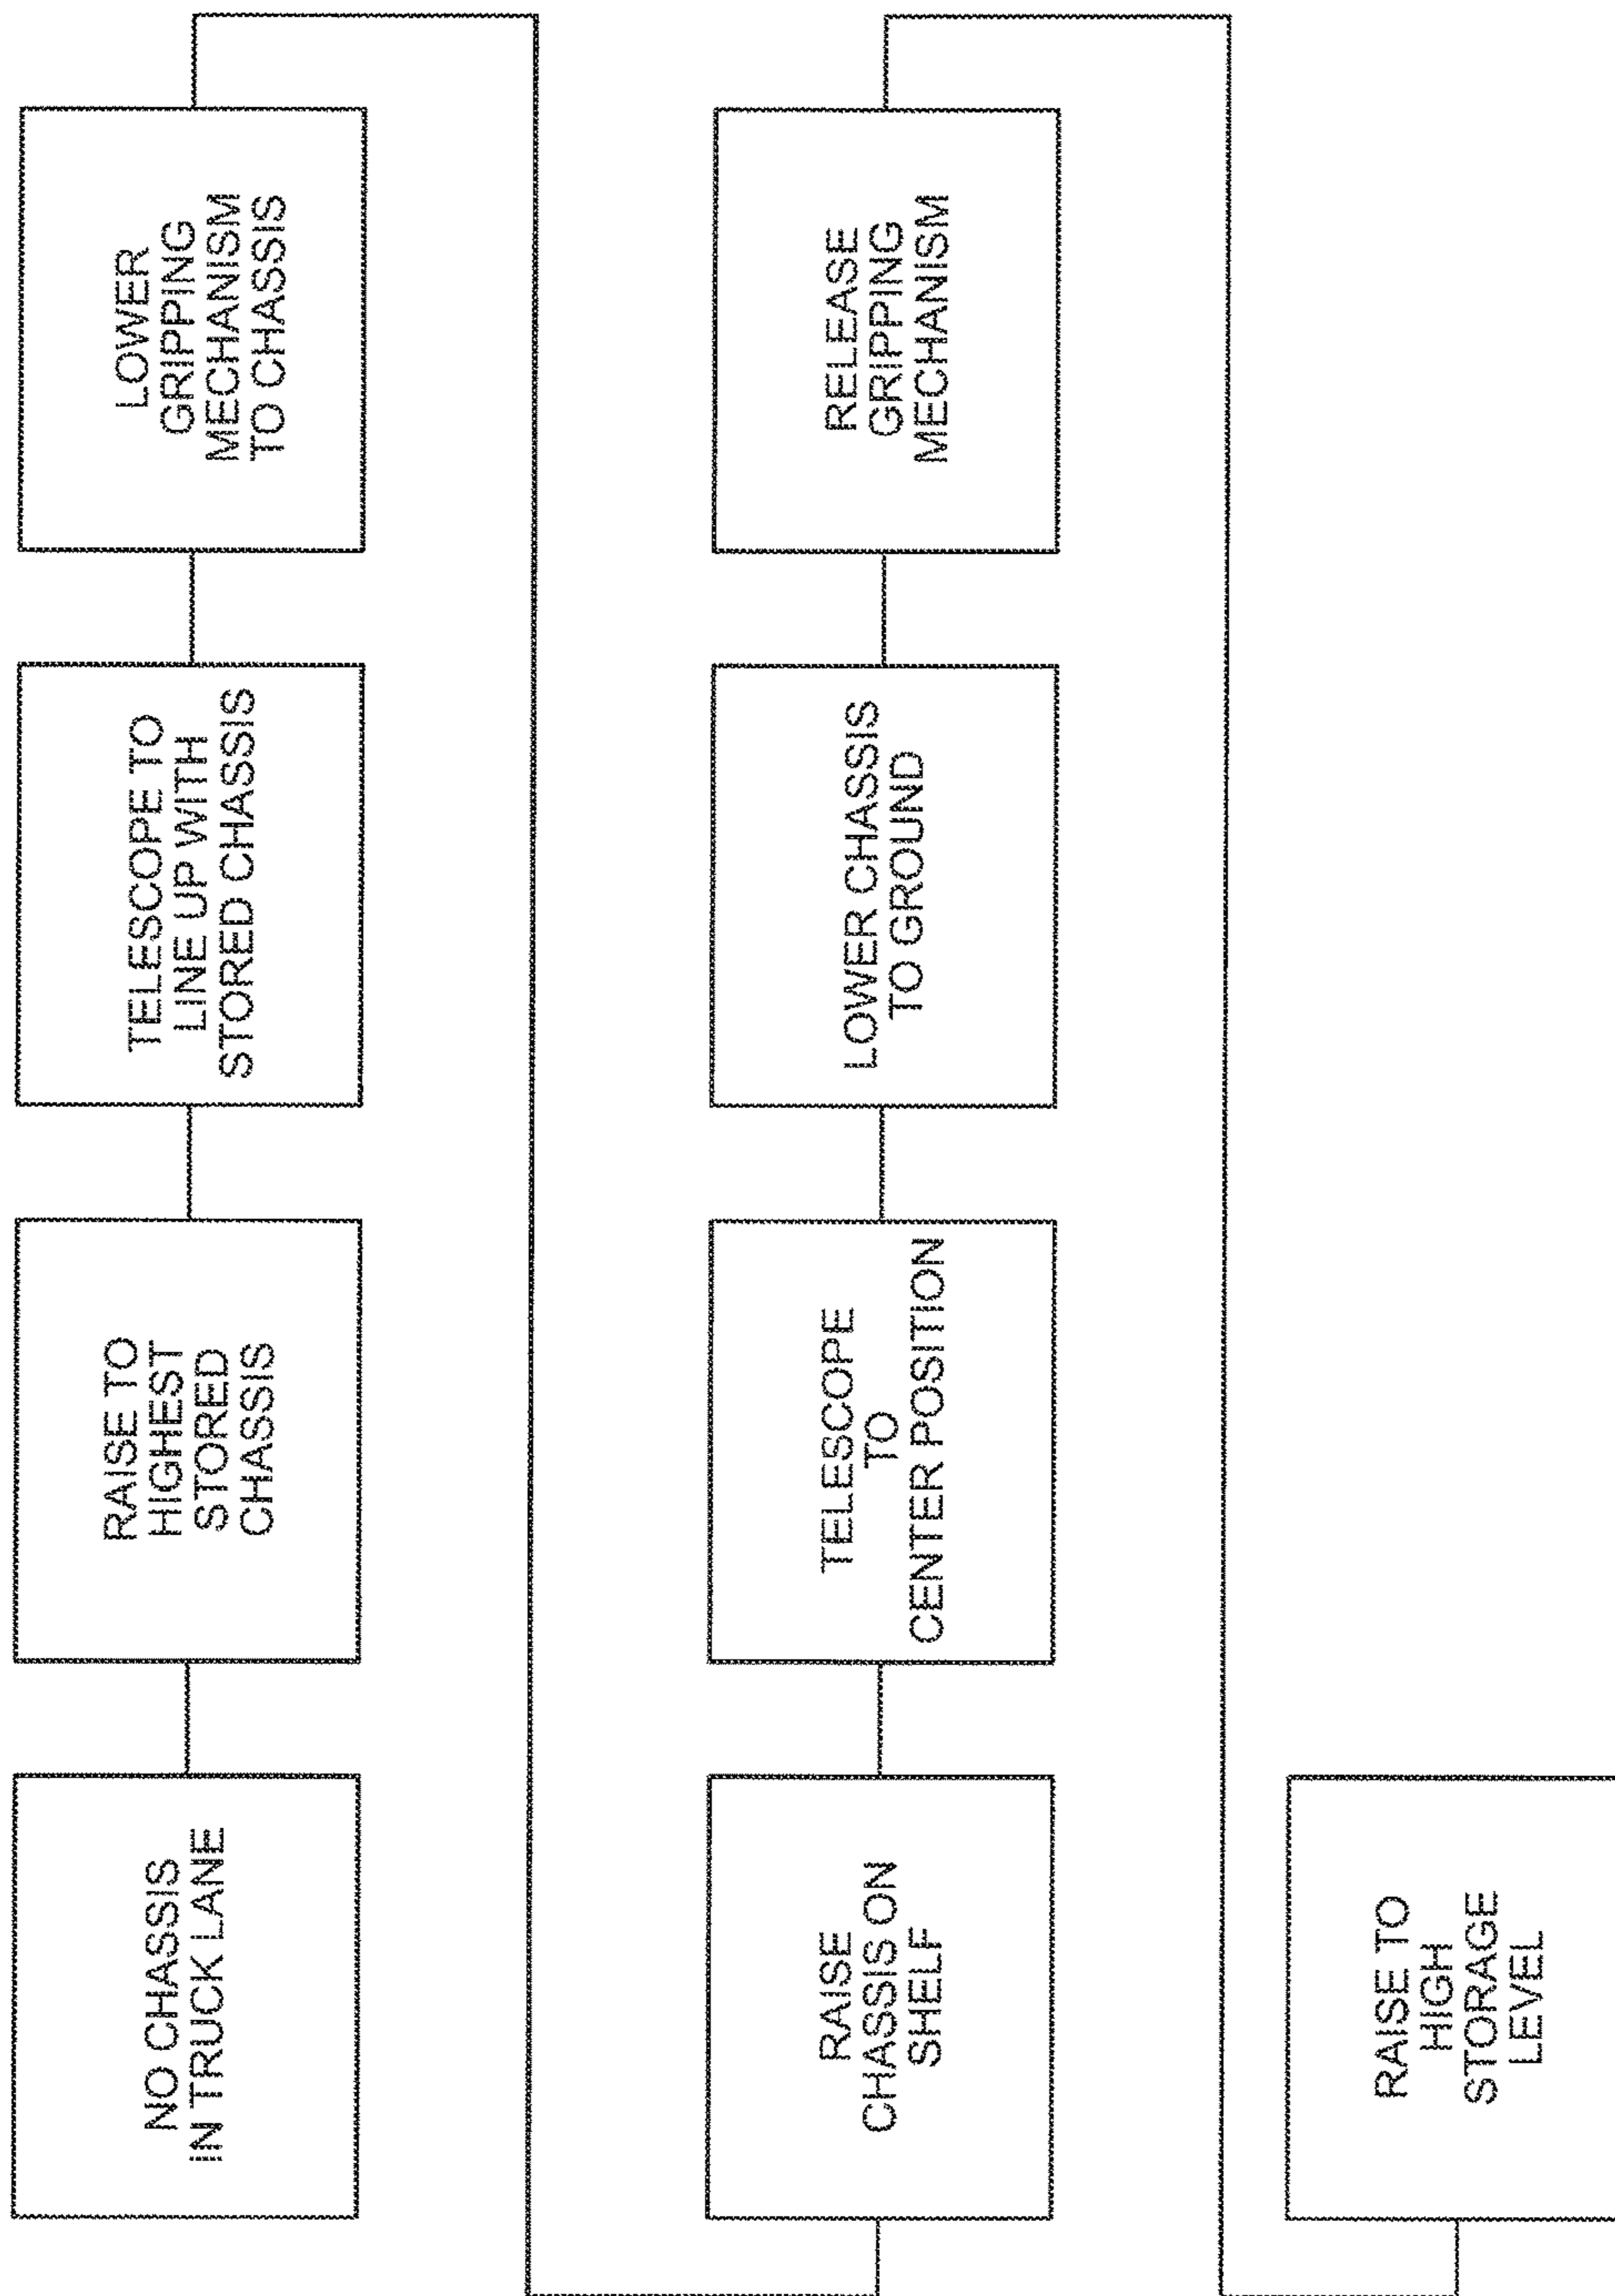 NO CHASSIS
IN TRUCK LANE
RAISE TO
HIGHEST
STORED
CHASSIS
TELESCOPE TO
LINE UP WITH
STORED CHASSIS
LOWER
GRIPPING
MECHANISM
TO CHASSIS
RAISE
CHASSIS ON
SHELF
TELESCOPE
TO
CENTER POSITION
LOWER CHASSIS
TO GROUND
RELEASE
GRIPPING
MECHANISM
RAISE TO
HIGH
STORAGE
LEVEL